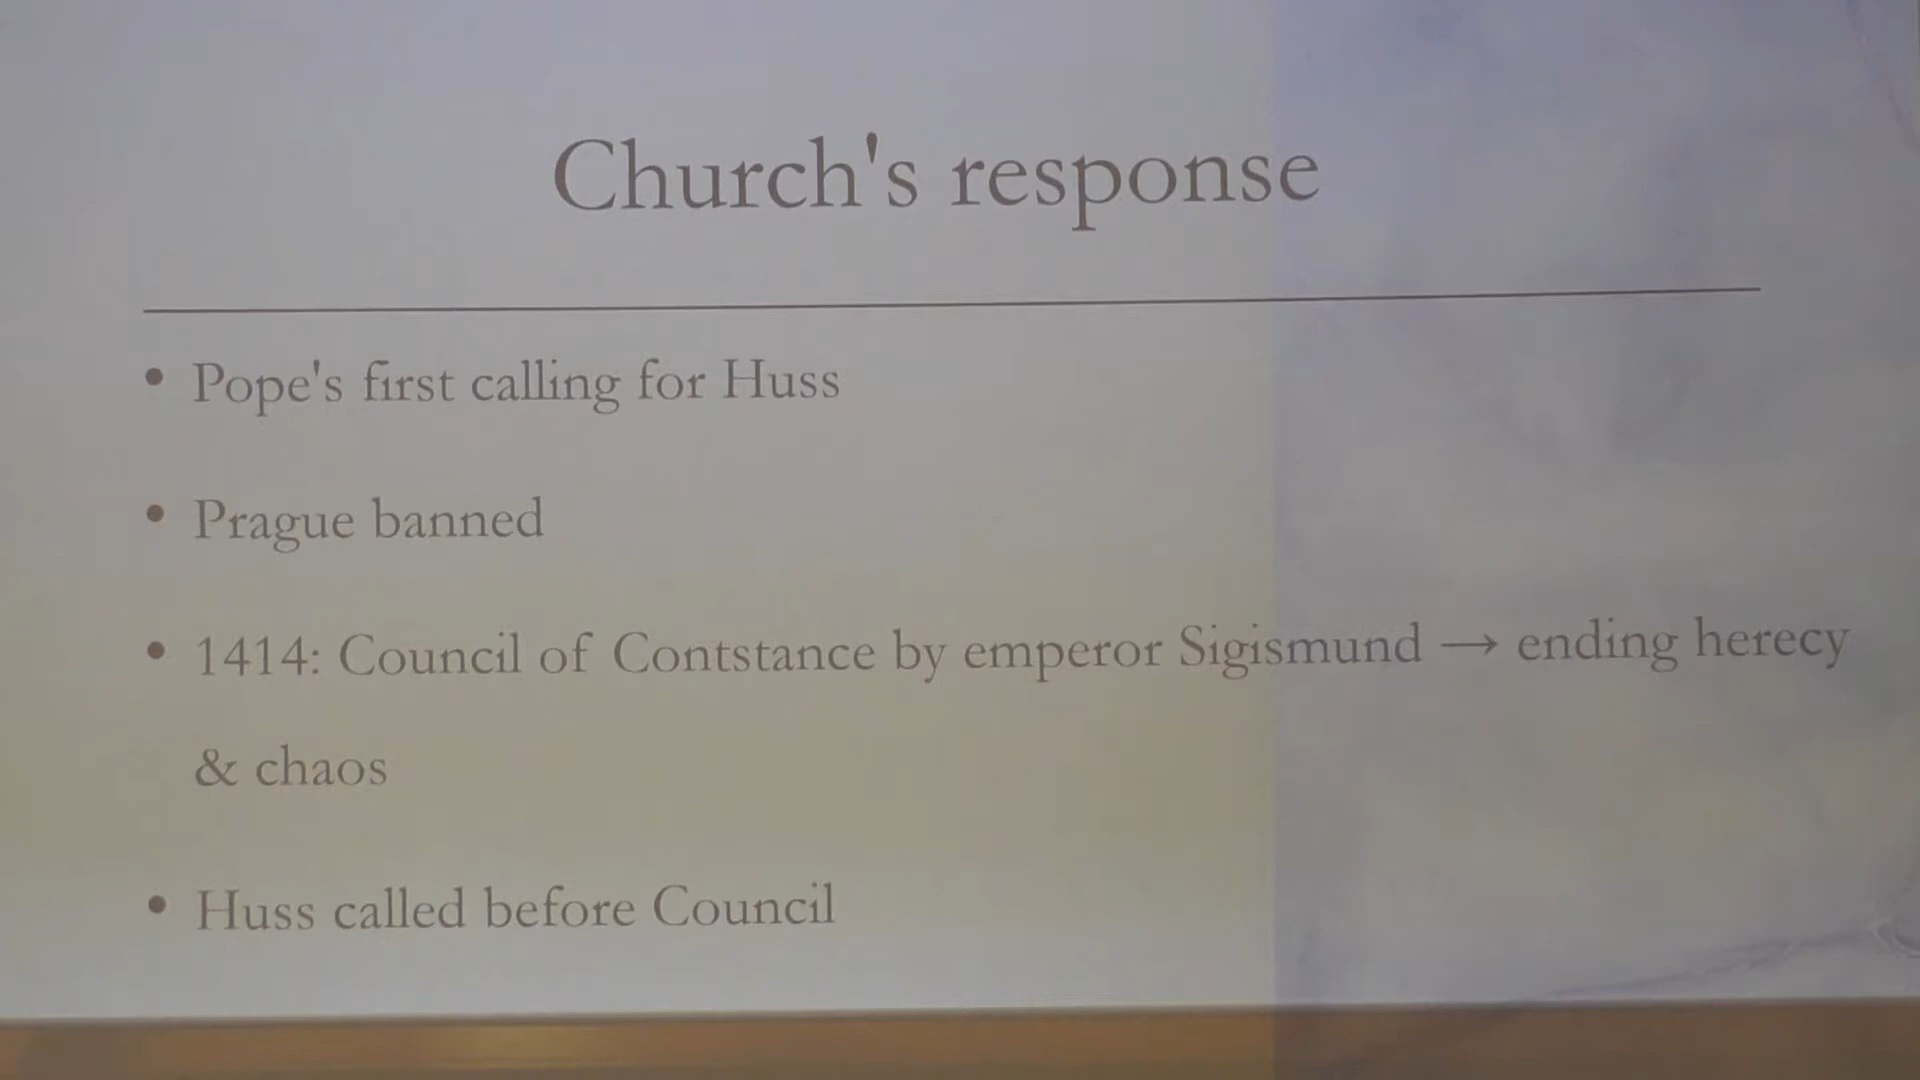 Church's response
• Pope's first calling for Huss
• Prague banned
• 1414: Council of Contstance by emperor Sigismund → ending herecy
& chaos
• Huss called before Council